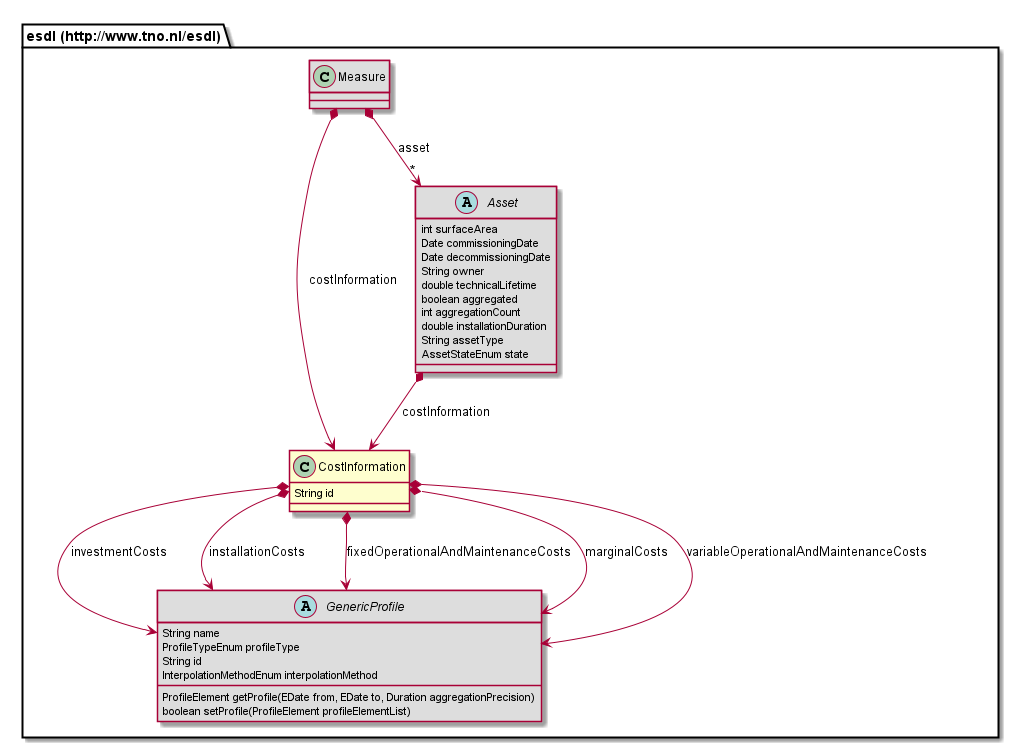 esdl (http://www.tno.nl/esdl)
C Measure
asset
*
A Asset
int surfaceArea
Date commissioningDate
Date decommissioningDate
String owner
double technicalLifetime
boolean aggregated
int aggregationCount
double installationDuration
String assetType
AssetStateEnum state
costInformation
costInformation
C CostInformation
String id
investmentCosts
installationCosts
fixedOperationalAndMaintenanceCosts
marginalCosts
variableOperationalAndMaintenanceCosts
A GenericProfile
String name
ProfileTypeEnum profileType
String id
InterpolationMethodEnum interpolationMethod
ProfileElement getProfile(EDate from, EDate to, Duration aggregationPrecision)
boolean setProfile(ProfileElement profileElementList)